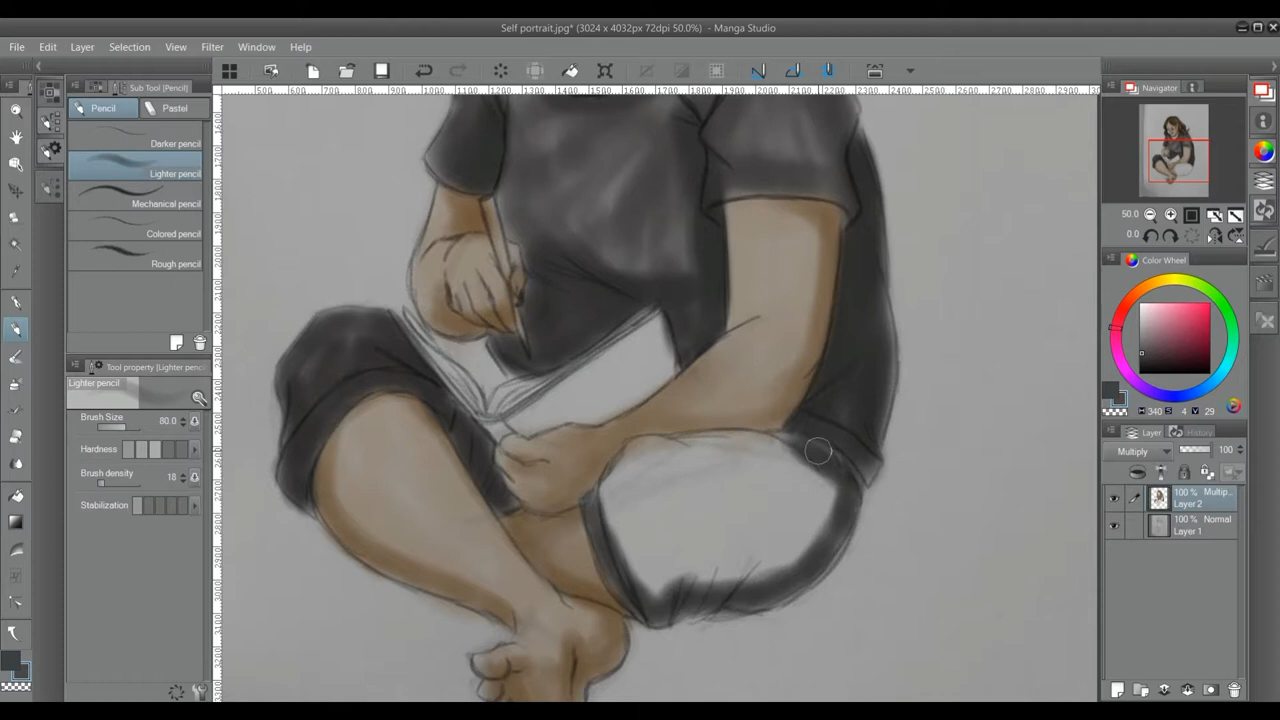 Self portrait.jpg* (3024 x 4032px 72dpi 50.0%) - Manga Studio
File Edit Layer Selection View Filter Window Help
Sub Tool [Pencil]
Pencil Pastel
Darker pencil
Lighter pencil
Mechanical pencil
Colored pencil
Rough pencil
Tool property [Lighter penci
Lighter pencil
Brush Size 80.0
Hardness
Brush density 18
Stabilization
Navigator
50.0
0.0
Color Wheel
H 340 S 4 V 29
Layer History
Multiply 100
100 % Multip..
Layer 2
100 % Normal
Layer 1